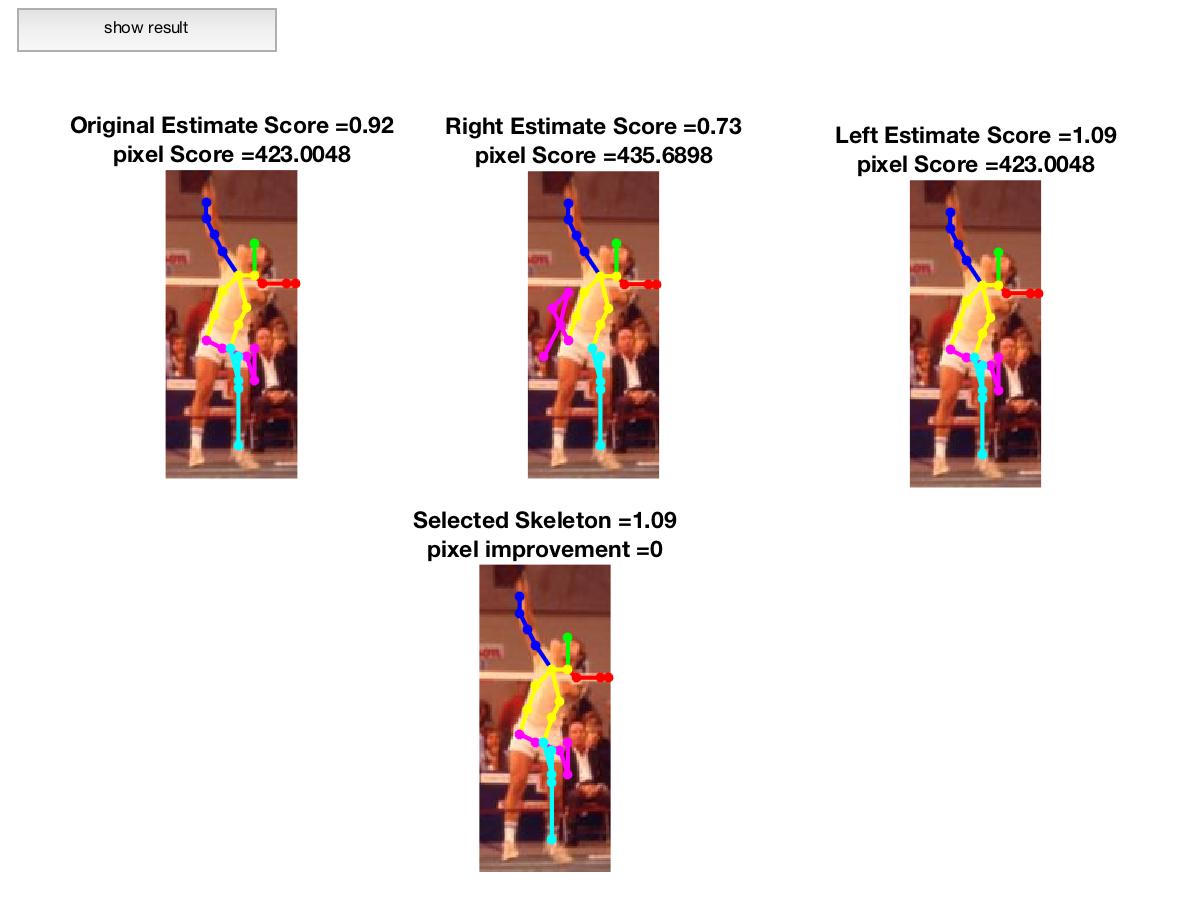 show result
Original Estimate Score =0.92
pixel Score =423.0048
Right Estimate Score =0.73
pixel Score =435.6898
Left Estimate Score =1.09
pixel Score =423.0048
Selected Skeleton =1.09
pixel improvement =0